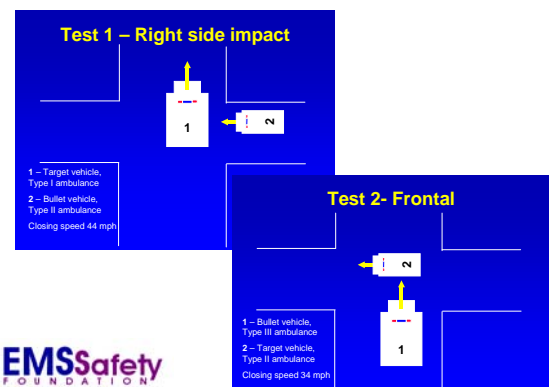 Test 1 – Right side impact
1
2
1 – Target vehicle,
Type I ambulance
2 – Bullet vehicle,
Type II ambulance
Closing speed 44 mph
Test 2- Frontal
2
1
1 – Bullet vehicle,
Type III ambulance
2 – Target vehicle,
Type II ambulance
Closing speed 34 mph
EMSSafety
FOUNDATION